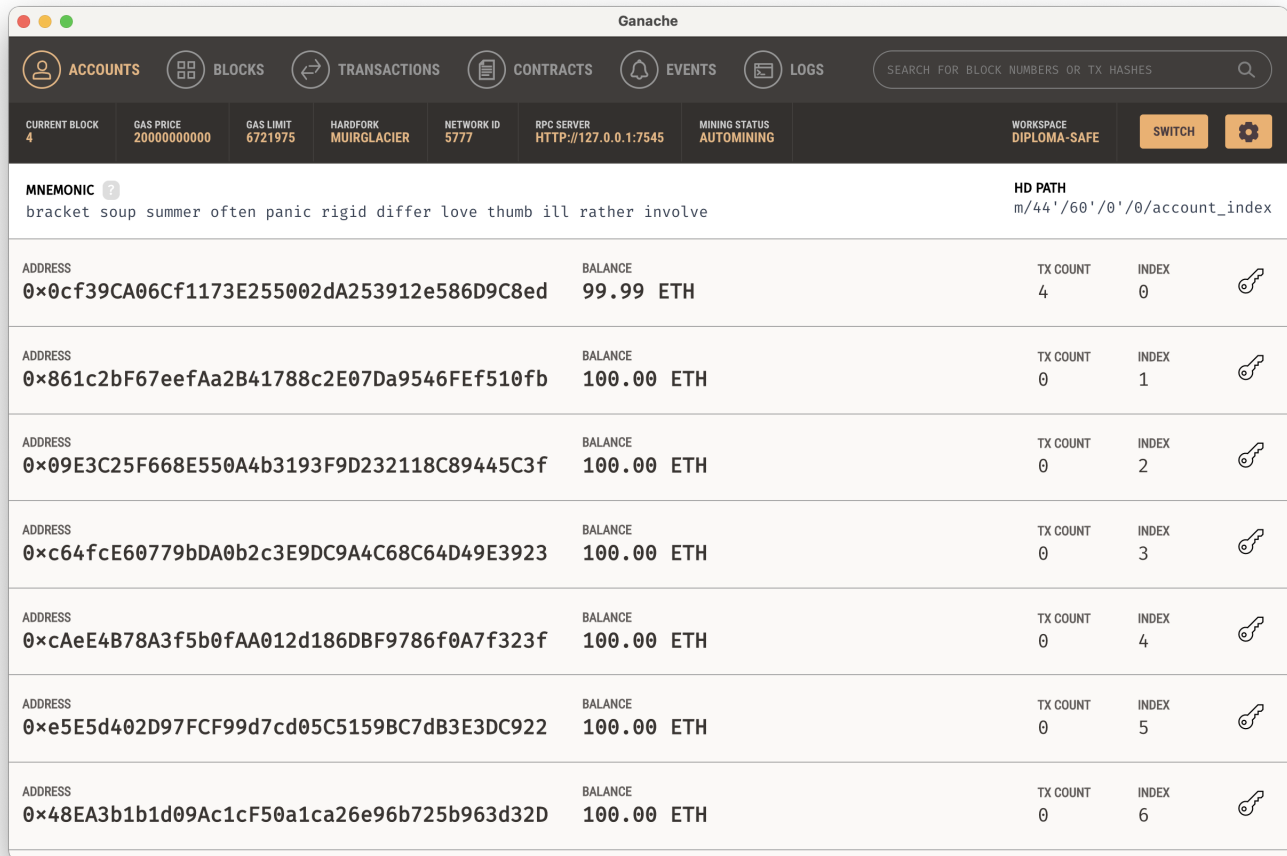 Ganache
ACCOUNTS BLOCKS TRANSACTIONS CONTRACTS EVENTS LOGS SEARCH FOR BLOCK NUMBERS OR TX HASHES
CURRENT BLOCK GAS PRICE GAS LIMIT HARDFORK NETWORK ID RPC SERVER MINING STATUS WORKSPACE
4 20000000000 6721975 MUIRGLACIER 5777 HTTP://127.0.0.1:7545 AUTOMINING DIPLOMA-SAFE SWITCH
MNEMONIC ? HD PATH
bracket soup summer often panic rigid differ love thumb ill rather involve m/44'/60'/0'/0/account_index
ADDRESS BALANCE TX COUNT INDEX
0×0cf39CA06Cf1173E255002dA253912e586D9C8ed 99.99 ETH 4 0
ADDRESS BALANCE TX COUNT INDEX
0×861c2bF67eefAa2B41788c2E07Da9546FEf510fb 100.00 ETH 0 1
ADDRESS BALANCE TX COUNT INDEX
0×09E3C25F668E550A4b3193F9D232118C89445C3f 100.00 ETH 0 2
ADDRESS BALANCE TX COUNT INDEX
0×c64fcE60779bDA0b2c3E9DC9A4C68C64D49E3923 100.00 ETH 0 3
ADDRESS BALANCE TX COUNT INDEX
0×cAeE4B78A3f5b0fAA012d186DBF9786f0A7f323f 100.00 ETH 0 4
ADDRESS BALANCE TX COUNT INDEX
0×e5E5d402D97FCF99d7cd05C5159BC7dB3E3DC922 100.00 ETH 0 5
ADDRESS BALANCE TX COUNT INDEX
0×48EA3b1b1d09Ac1cF50a1ca26e96b725b963d32D 100.00 ETH 0 6